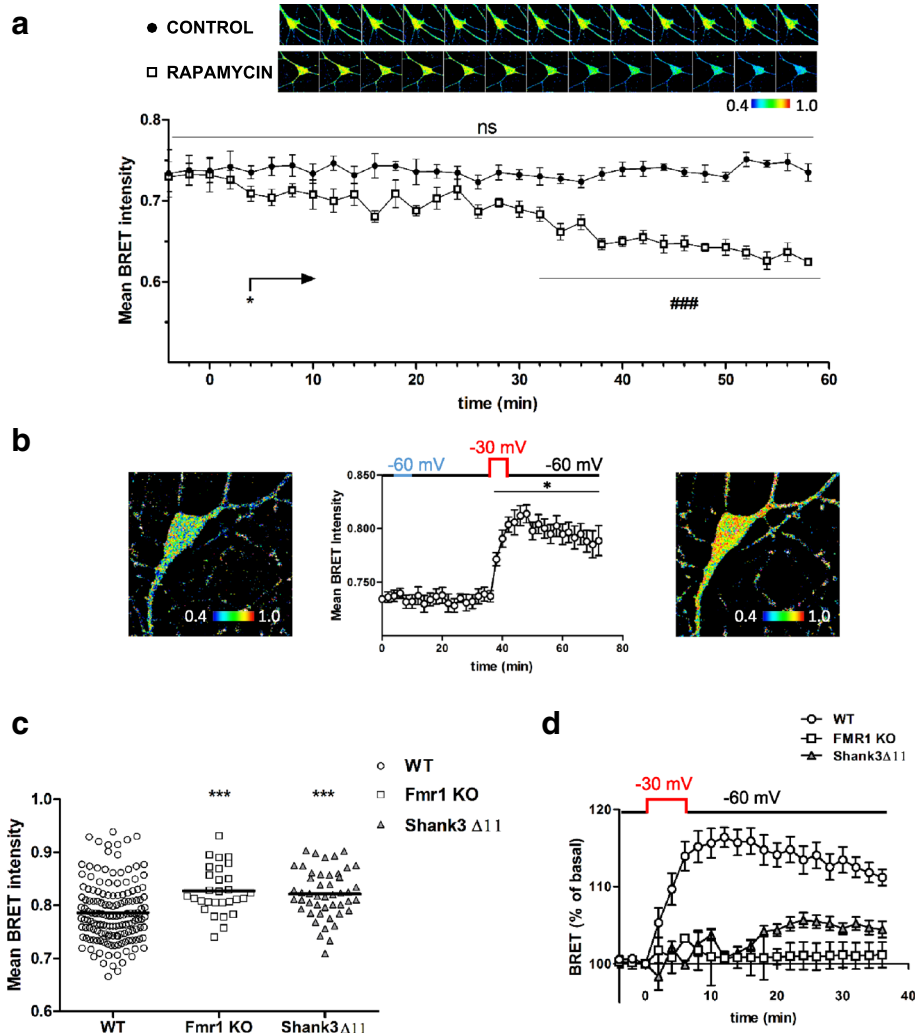 a
● CONTROL
□ RAPAMYCIN
0.4 1.0
ns
0.8
0.7
0.6
Mean BRET intensity
*
###
0 10 20 30 40 50 60
time (min)
b
-30 mV
-60 mV -60 mV
*
0.850
0.800
0.750
Mean BRET Intensity
0 20 40 60 80
time (min)
0.4 1.0
0.4 1.0
c
WT
Fmr1 KO
Shank3 Δ11
*** ***
1.0
0.9
0.8
0.7
0.6
Mean BRET intensity
WT Fmr1 KO Shank3Δ11
d
WT
FMR1 KO
Shank3Δ11
-30 mV
-60 mV
120
110
100
BRET (% of basal)
0 10 20 30 40
time (min)